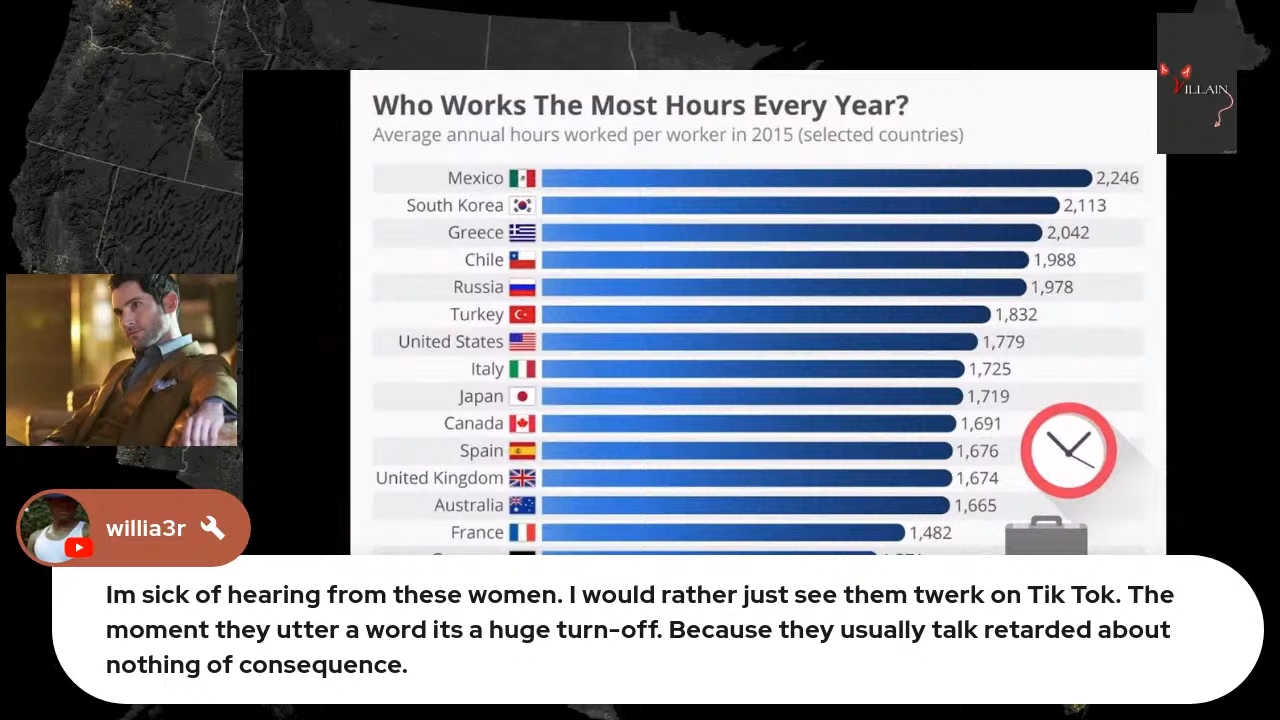 Who Works The Most Hours Every Year?
Average annual hours worked per worker in 2015 (selected countries)
VILLAIN
Mexico 2,246
South Korea 2,113
Greece 2,042
Chile 1,988
Russia 1,978
Turkey 1,832
United States 1,779
Italy 1,725
Japan 1,719
Canada 1,691
Spain 1,676
United Kingdom 1,674
Australia 1,665
France 1,482
willia3r
Im sick of hearing from these women. I would rather just see them twerk on Tik Tok. The
moment they utter a word its a huge turn-off. Because they usually talk retarded about
nothing of consequence.